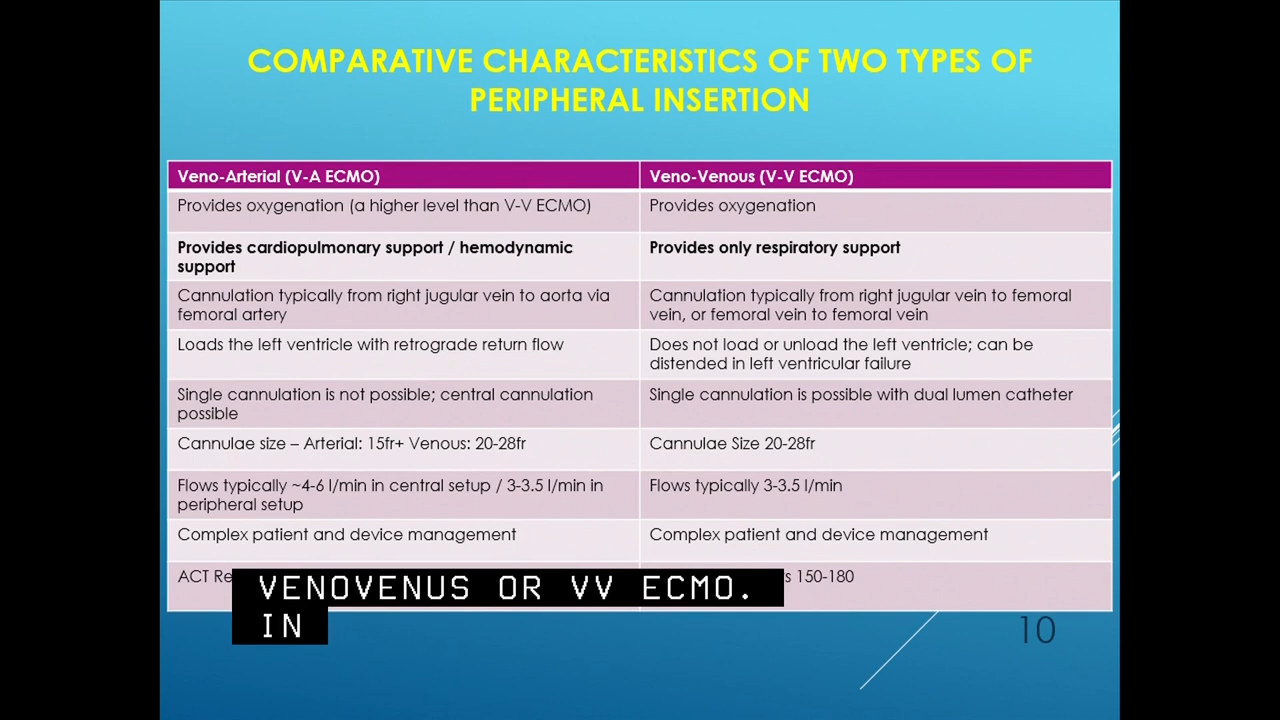 COMPARATIVE CHARACTERISTICS OF TWO TYPES OF
PERIPHERAL INSERTION
Veno-Arterial (V-A ECMO)
Veno-Venous (V-V ECMO)
Provides oxygenation (a higher level than V-V ECMO)
Provides oxygenation
Provides cardiopulmonary support / hemodynamic
support
Provides only respiratory support
Cannulation typically from right jugular vein to aorta via
femoral artery
Cannulation typically from right jugular vein to femoral
vein, or femoral vein to femoral vein
Loads the left ventricle with retrograde return flow
Does not load or unload the left ventricle; can be
distended in left ventricular failure
Single cannulation is not possible; central cannulation
possible
Single cannulation is possible with dual lumen catheter
Cannulae size – Arterial: 15fr+ Venous: 20-28fr
Cannulae Size 20-28fr
Flows typically ~4-6 l/min in central setup / 3-3.5 l/min in
peripheral setup
Flows typically 3-3.5 l/min
Complex patient and device management
Complex patient and device management
ACT
150-180
VENOVENUS OR VV ECMO.
IN
10